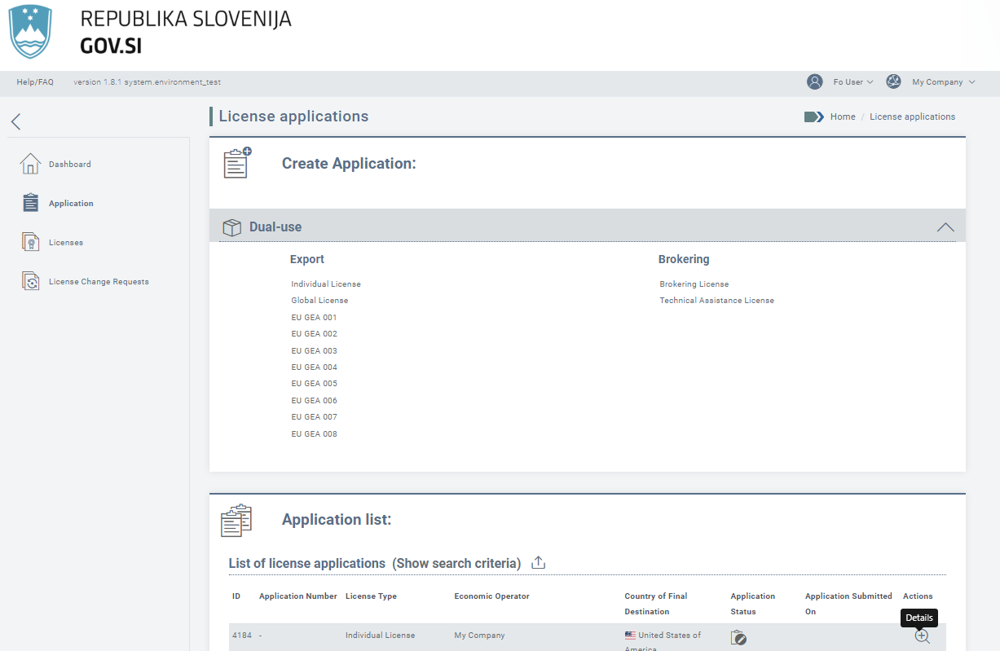 REPUBLIKA SLOVENIJA
GOV.SI
Help/FAQ version 1.8.1 system.environment_test Fo User My Company
License applications Home / License applications
Dashboard
Application
Licenses
License Change Requests
Create Application:
Dual-use
Export Brokering
Individual License Brokering License
Global License Technical Assistance License
EU GEA 001
EU GEA 002
EU GEA 003
EU GEA 004
EU GEA 005
EU GEA 006
EU GEA 007
EU GEA 008
Application list:
List of license applications (Show search criteria)
ID Application Number License Type Economic Operator Country of Final Destination Application Status Application Submitted On Actions
Details
4184 - Individual License My Company United States of
America